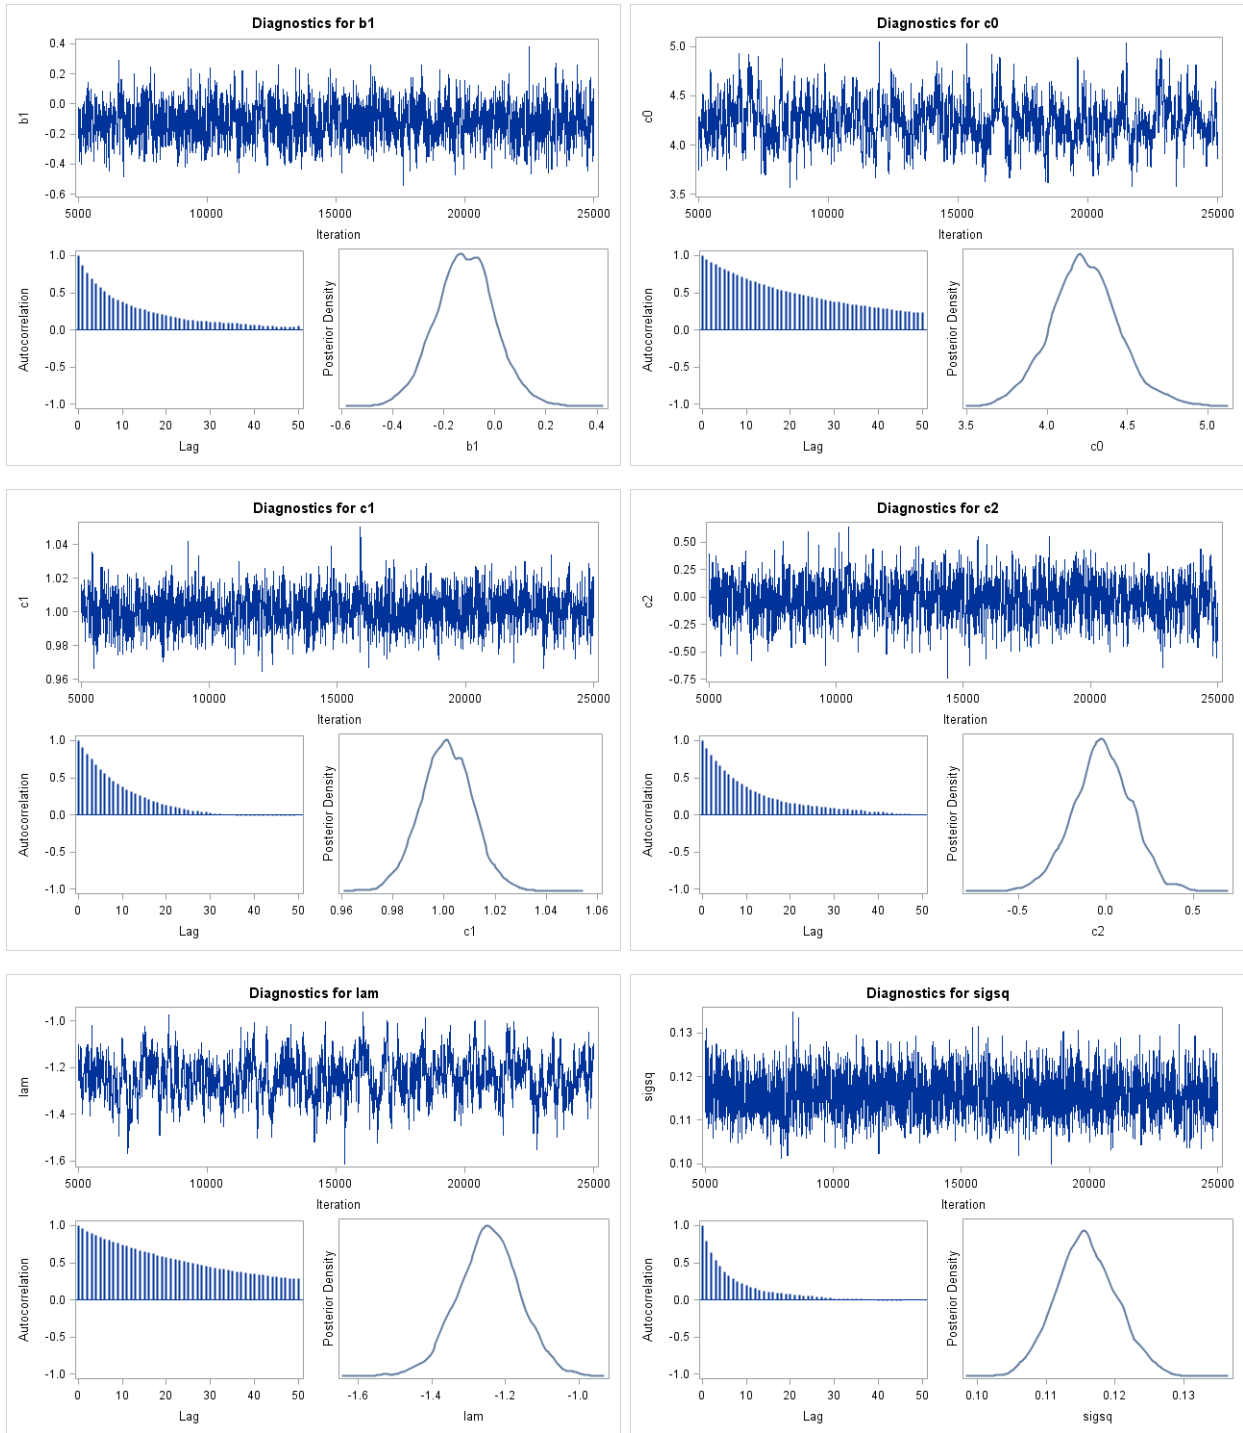 Diagnostics for b1
b1
0.4
0.2
0.0
-0.2
-0.4
-0.6
5000 10000 15000 20000 25000
Iteration
Autocorrelation
1.0
0.5
0.0
-0.5
-1.0
0 10 20 30 40 50
Lag
Posterior Density
-0.6 -0.4 -0.2 0.0 0.2 0.4
b1
Diagnostics for c0
c0
5.0
4.5
4.0
3.5
5000 10000 15000 20000 25000
Iteration
Autocorrelation
1.0
0.5
0.0
-0.5
-1.0
0 10 20 30 40 50
Lag
Posterior Density
3.5 4.0 4.5 5.0
c0
Diagnostics for c1
c1
1.04
1.02
1.00
0.98
0.96
5000 10000 15000 20000 25000
Iteration
Autocorrelation
1.0
0.5
0.0
-0.5
-1.0
0 10 20 30 40 50
Lag
Posterior Density
0.96 0.98 1.00 1.02 1.04 1.06
c1
Diagnostics for c2
c2
0.50
0.25
0.00
-0.25
-0.50
-0.75
5000 10000 15000 20000 25000
Iteration
Autocorrelation
1.0
0.5
0.0
-0.5
-1.0
0 10 20 30 40 50
Lag
Posterior Density
-0.5 0.0 0.5
c2
Diagnostics for lam
lam
-1.0
-1.2
-1.4
-1.6
5000 10000 15000 20000 25000
Iteration
Autocorrelation
1.0
0.5
0.0
-0.5
-1.0
0 10 20 30 40 50
Lag
Posterior Density
-1.6 -1.4 -1.2 -1.0
lam
Diagnostics for sigsq
sigsq
0.13
0.12
0.11
0.10
5000 10000 15000 20000 25000
Iteration
Autocorrelation
1.0
0.5
0.0
-0.5
-1.0
0 10 20 30 40 50
Lag
Posterior Density
0.10 0.11 0.12 0.13
sigsq